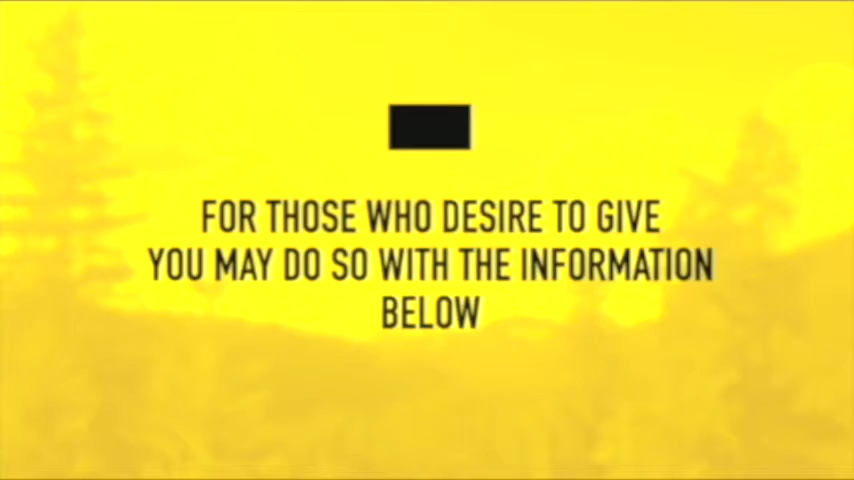 FOR THOSE WHO DESIRE TO GIVE
YOU MAY DO SO WITH THE INFORMATION
BELOW